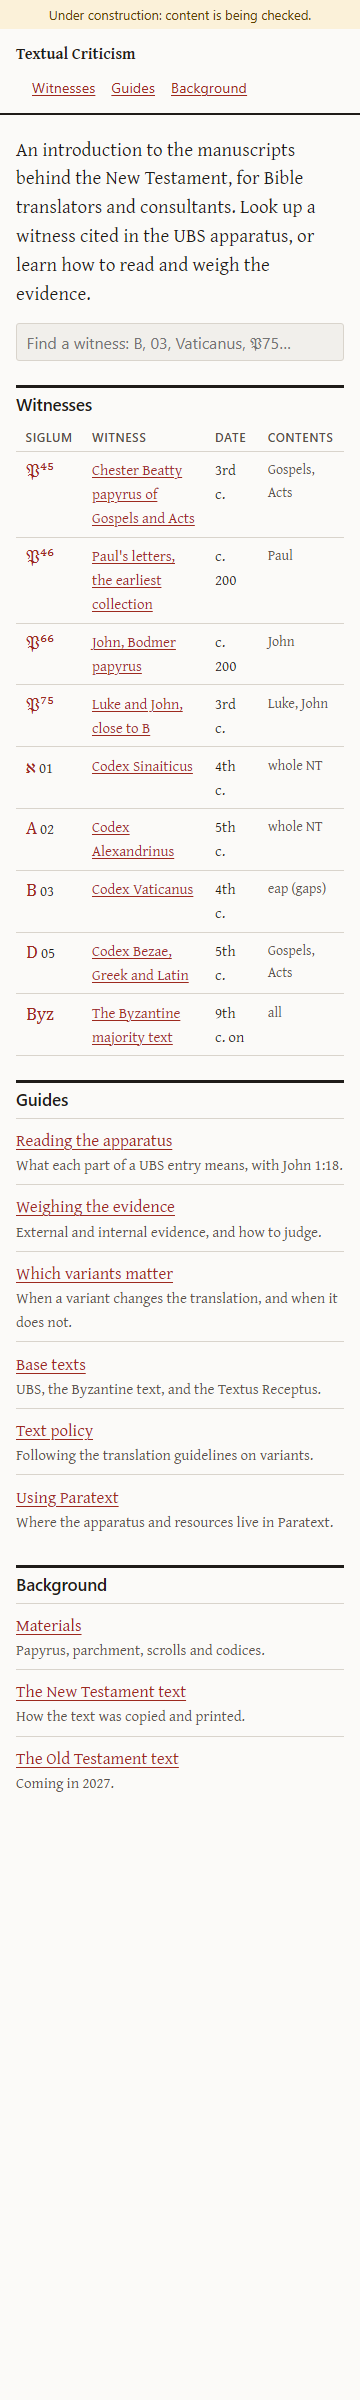 Under construction: content is being checked.
Textual Criticism
Witnesses Guides Background
An introduction to the manuscripts
behind the New Testament, for Bible
translators and consultants. Look up a
witness cited in the UBS apparatus, or
learn how to read and weigh the
evidence.
Find a witness: B, 03, Vaticanus, 𝔓75...
Witnesses
SIGLUM WITNESS DATE CONTENTS
𝔓⁴⁵ Chester Beatty 3rd Gospels,
papyrus of c. Acts
Gospels and Acts
𝔓⁴⁶ Paul's letters, c. Paul
the earliest 200
collection
𝔓⁶⁶ John, Bodmer c. John
papyrus 200
𝔓⁷⁵ Luke and John, 3rd Luke, John
close to B c.
ℵ 01 Codex Sinaiticus 4th whole NT
c.
A 02 Codex 5th whole NT
Alexandrinus c.
B 03 Codex Vaticanus 4th eap (gaps)
c.
D 05 Codex Bezae, 5th Gospels,
Greek and Latin c. Acts
Byz The Byzantine 9th all
majority text c. on
Guides
Reading the apparatus
What each part of a UBS entry means, with John 1:18.
Weighing the evidence
External and internal evidence, and how to judge.
Which variants matter
When a variant changes the translation, and when it
does not.
Base texts
UBS, the Byzantine text, and the Textus Receptus.
Text policy
Following the translation guidelines on variants.
Using Paratext
Where the apparatus and resources live in Paratext.
Background
Materials
Papyrus, parchment, scrolls and codices.
The New Testament text
How the text was copied and printed.
The Old Testament text
Coming in 2027.